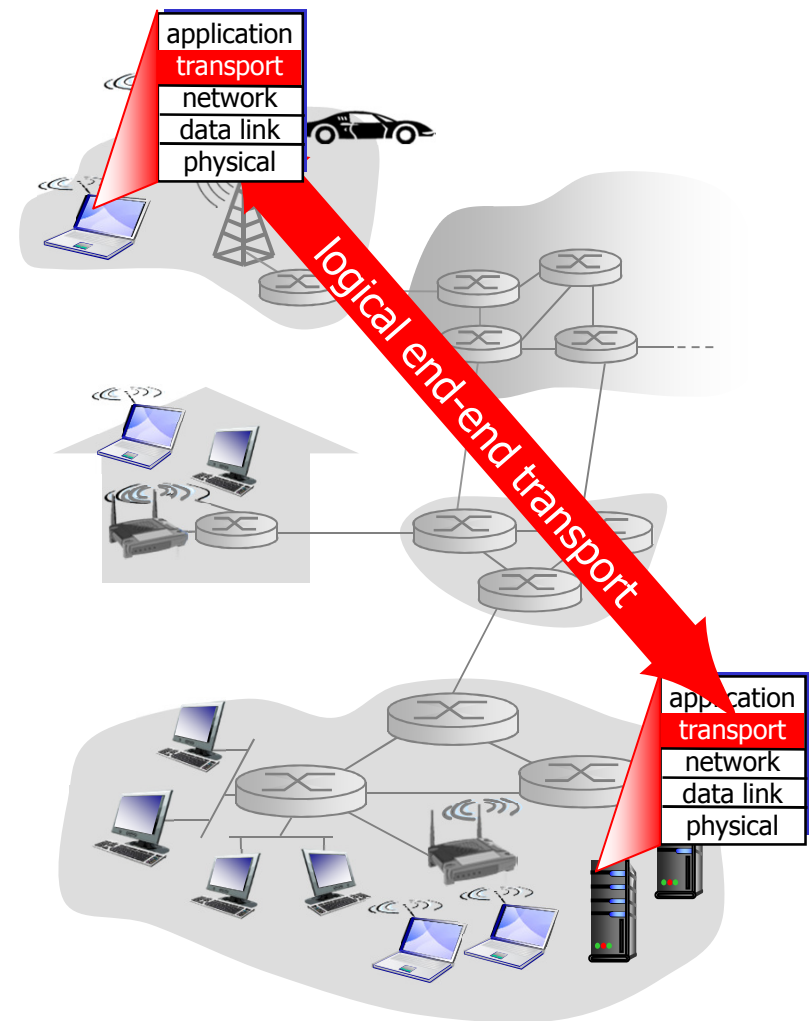 application
transport
network
data link
physical
logical end-end transport
application
transport
network
data link
physical